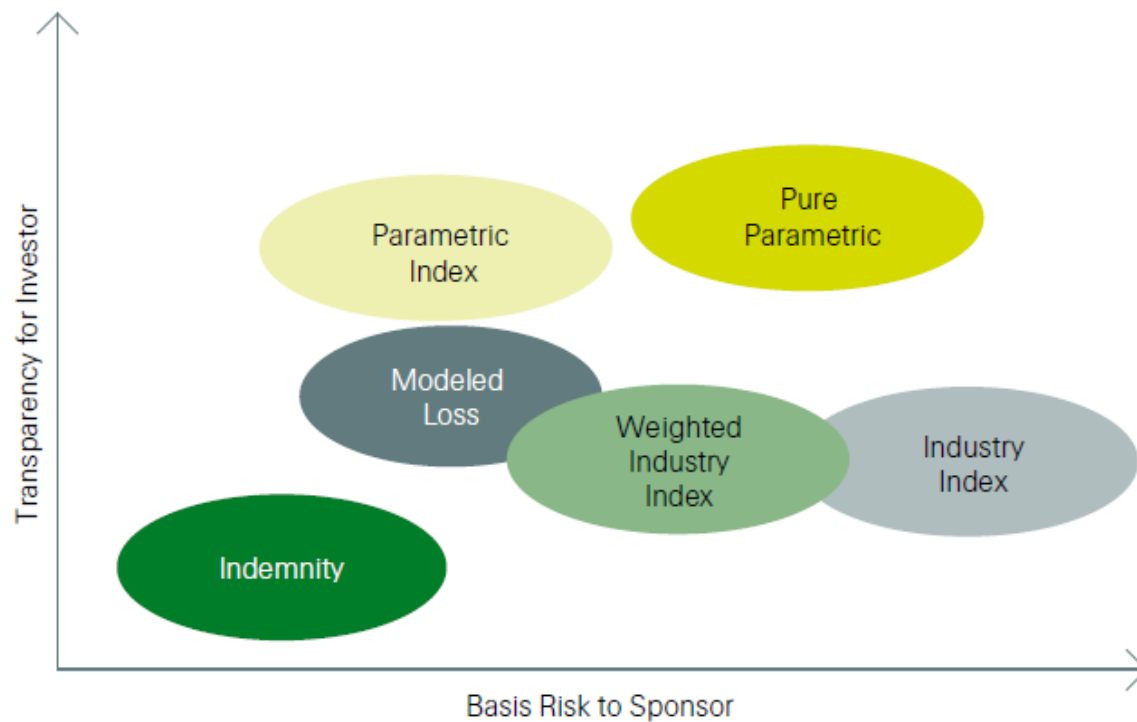 Transparency for Investor
Pure
Parametric
Parametric
Index
Modeled
Loss
Weighted
Industry
Index
Industry
Index
Indemnity
Basis Risk to Sponsor